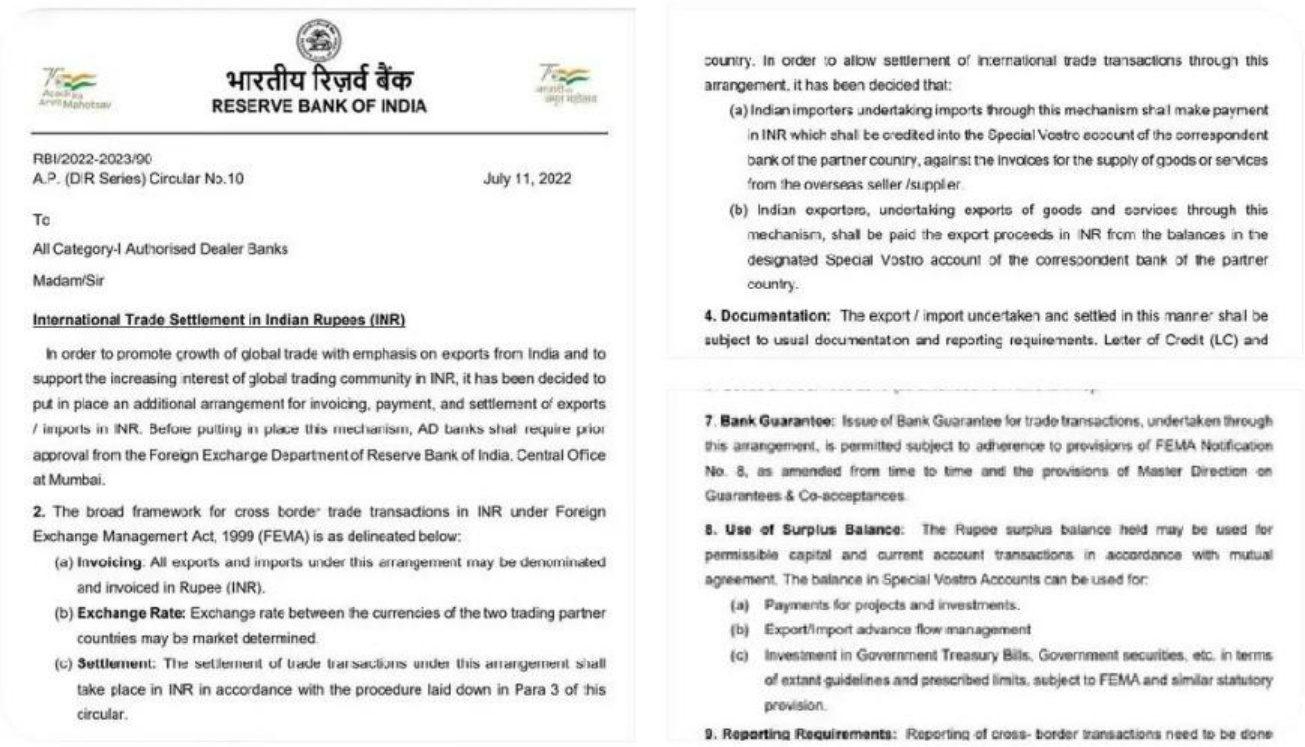 Azadi Ka
Amrit Mahotsav
भारतीय रिज़र्व बैंक
RESERVE BANK OF INDIA
RBI/2022-2023/90
A.P. (DIR Series) Circular No.10 July 11, 2022
To
All Category-I Authorised Dealer Banks
Madam/Sir
International Trade Settlement in Indian Rupees (INR)
In order to promote growth of global trade with emphasis on exports from India and to
support the increasing interest of global trading community in INR, it has been decided to
put in place an additional arrangement for invoicing, payment, and settlement of exports
/ imports in INR. Before putting in place this mechanism, AD banks shall require prior
approval from the Foreign Exchange Department of Reserve Bank of India, Central Office
at Mumbai.
2. The broad framework for cross border trade transactions in INR under Foreign
Exchange Management Act, 1999 (FEMA) is as delineated below:
(a) Invoicing: All exports and imports under this arrangement may be denominated
and invoiced in Rupee (INR).
(b) Exchange Rate: Exchange rate between the currencies of the two trading partner
countries may be market determined.
(c) Settlement: The settlement of trade transactions under this arrangement shall
take place in INR in accordance with the procedure laid down in Para 3 of this
circular.
country. In order to allow settlement of international trade transactions through this
arrangement, it has been decided that:
(a) Indian importers undertaking imports through this mechanism shall make payment
in INR which shall be credited into the Special Vostro account of the correspondent
bank of the partner country, against the invoices for the supply of goods or services
from the overseas seller /supplier.
(b) Indian exporters, undertaking exports of goods and services through this
mechanism, shall be paid the export proceeds in INR from the balances in the
designated Special Vostro account of the correspondent bank of the partner
country.
4. Documentation: The export / import undertaken and settled in this manner shall be
subject to usual documentation and reporting requirements. Letter of Credit (LC) and
7. Bank Guarantee: Issue of Bank Guarantee for trade transactions, undertaken through
this arrangement, is permitted subject to adherence to provisions of FEMA Notification
No. 8, as amended from time to time and the provisions of Master Direction on
Guarantees & Co-acceptances.
8. Use of Surplus Balance: The Rupee surplus balance held may be used for
permissible capital and current account transactions in accordance with mutual
agreement. The balance in Special Vostro Accounts can be used for:
(a) Payments for projects and investments.
(b) Export/Import advance flow management
(c) Investment in Government Treasury Bills, Government securities, etc. in terms
of extant guidelines and prescribed limits, subject to FEMA and similar statutory
provision.
9. Reporting Requirements: Reporting of cross- border transactions need to be done